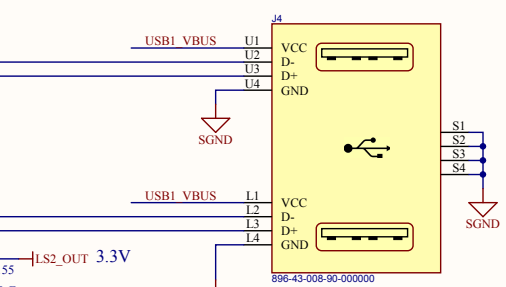 J4
USB1_VBUS U1 VCC
U2 D-
U3 D+
U4 GND
SGND
S1
S2
S3
S4
SGND
USB1_VBUS L1 VCC
L2 D-
L3 D+
L4 GND
LS2_OUT 3.3V
55
896-43-008-90-000000